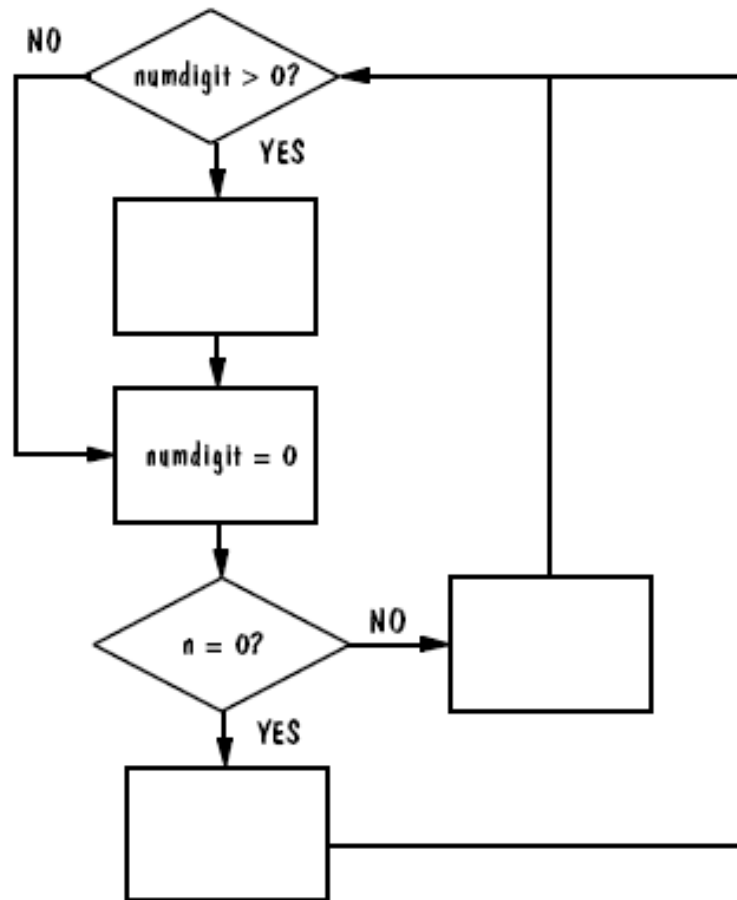 NO
numdigit > 0?
YES
numdigit = 0
n = 0?
NO
YES